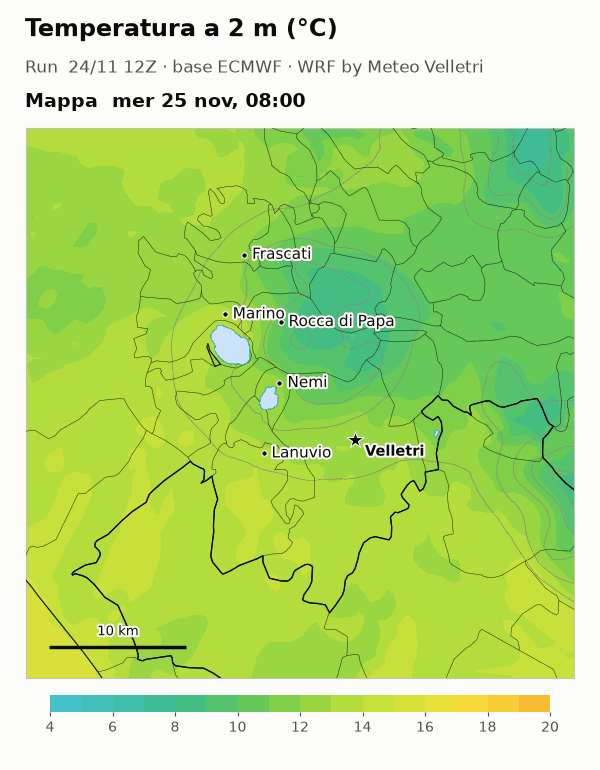 Temperatura a 2 m (°C)
Run  24/11 12Z · base ECMWF · WRF by Meteo Velletri
Mappa  mer 25 nov, 08:00
Frascati
Marino
Rocca di Papa
Nemi
Velletri
Lanuvio
10 km
4 6 8 10 12 14 16 18 20